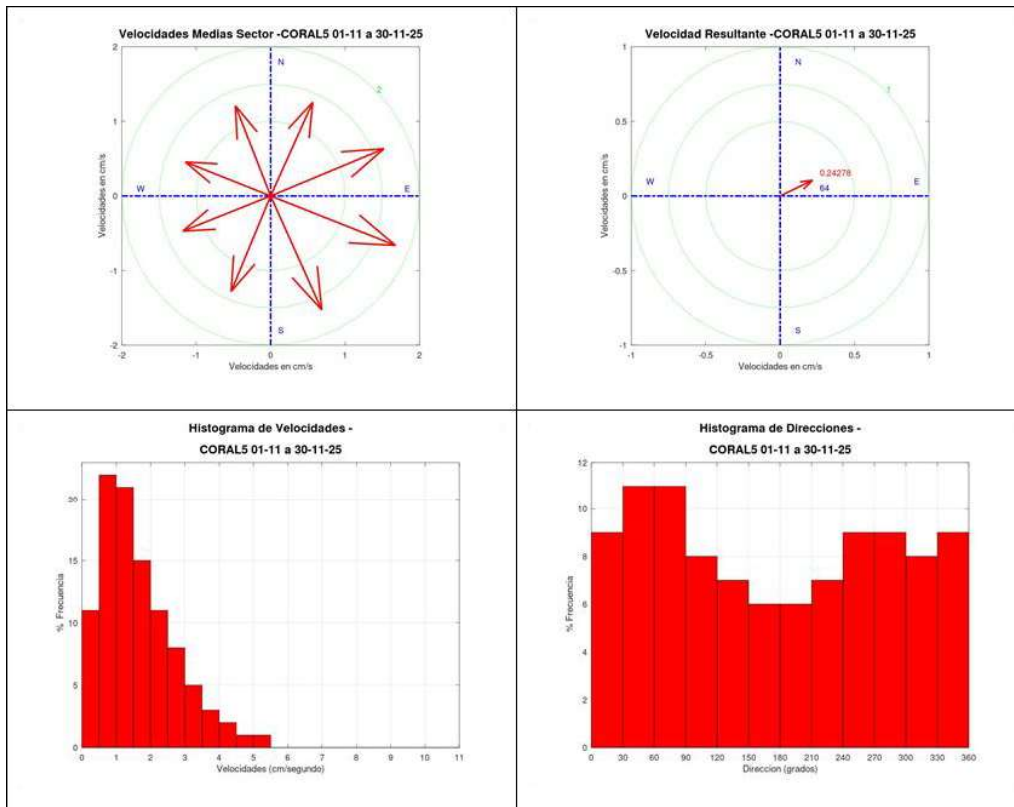 Velocidades Medias Sector -CORAL5 01-11 a 30-11-25
2
N
2
1
W
E
0
-1
S
-2
-2
-1
0
1
2
Velocidades en cm/s
Velocidades en cm/s
Velocidad Resultante -CORAL5 01-11 a 30-11-25
1
N
1
0.5
0.24278
W
64
E
0
-0.5
S
-1
-1
-0.5
0
0.5
1
Velocidades en cm/s
Velocidades en cm/s
Histograma de Velocidades -
CORAL5 01-11 a 30-11-25
20
15
10
5
0
% Frecuencia
0 1 2 3 4 5 6 7 8 9 10 11
Velocidades (cm/segundo)
Histograma de Direcciones -
CORAL5 01-11 a 30-11-25
12
10
8
6
4
2
0
% Frecuencia
0 30 60 90 120 150 180 210 240 270 300 330 360
Direccion (grados)